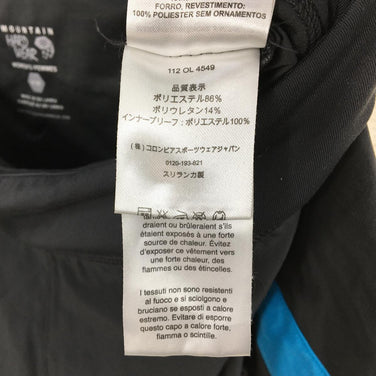 MOUNTAIN
HARD
WEAR
FORRO, REVESTIMENTO:
100% POLIESTER SEM ORNAMENTOS
112 OL 4549
品質表示
ポリエステル86%
ポリウレタン14%
インナーブリーフ:ポリエステル100%
(株)コロンビアスポーツウェアジャパン
0120-193-821
スリランカ製
draient ou brûleraient s'ils
étaient exposés à une forte
source de chaleur. Évitez
d'exposer ce vêtement vers
une forte chaleur, des
flammes ou des étincelles.
I tessuti non sono resistenti
al fuoco e si sciolgono e
bruciano se esposti a calore
estremo. Evitare di esporre
questo capo a calore forte,
fiamma o scintille.